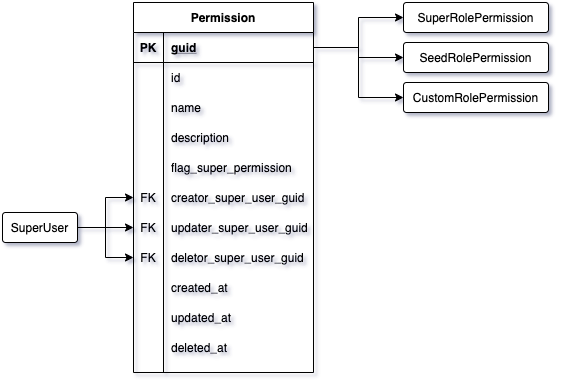 Permission
SuperRolePermission
PK guid
SeedRolePermission
id
CustomRolePermission
name
description
flag_super_permission
FK creator_super_user_guid
SuperUser
FK updater_super_user_guid
FK deletor_super_user_guid
created_at
updated_at
deleted_at